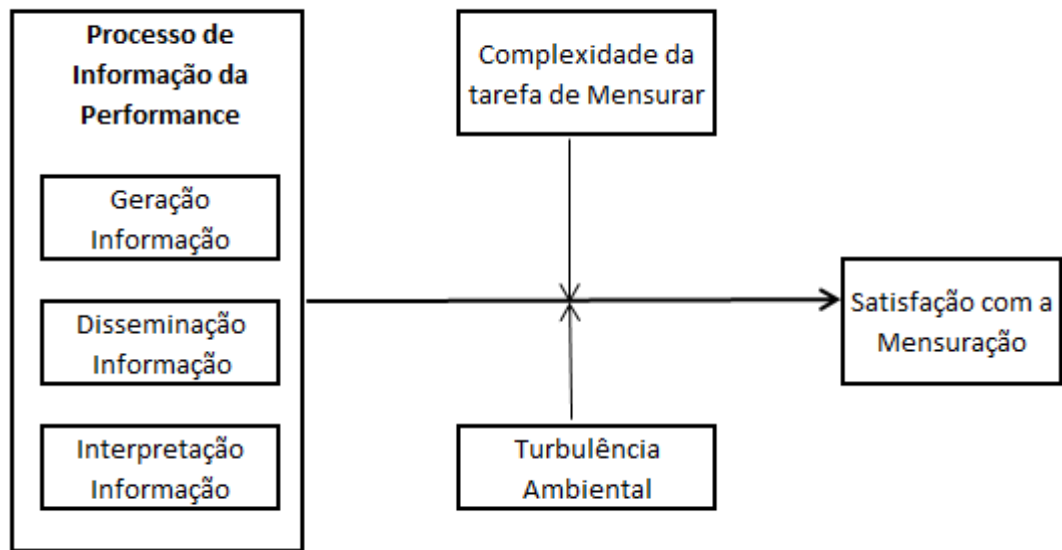 Processo de
Informação da
Performance
Geração
Informação
Disseminação
Informação
Interpretação
Informação
Complexidade da
tarefa de Mensurar
Turbulência
Ambiental
Satisfação com a
Mensuração